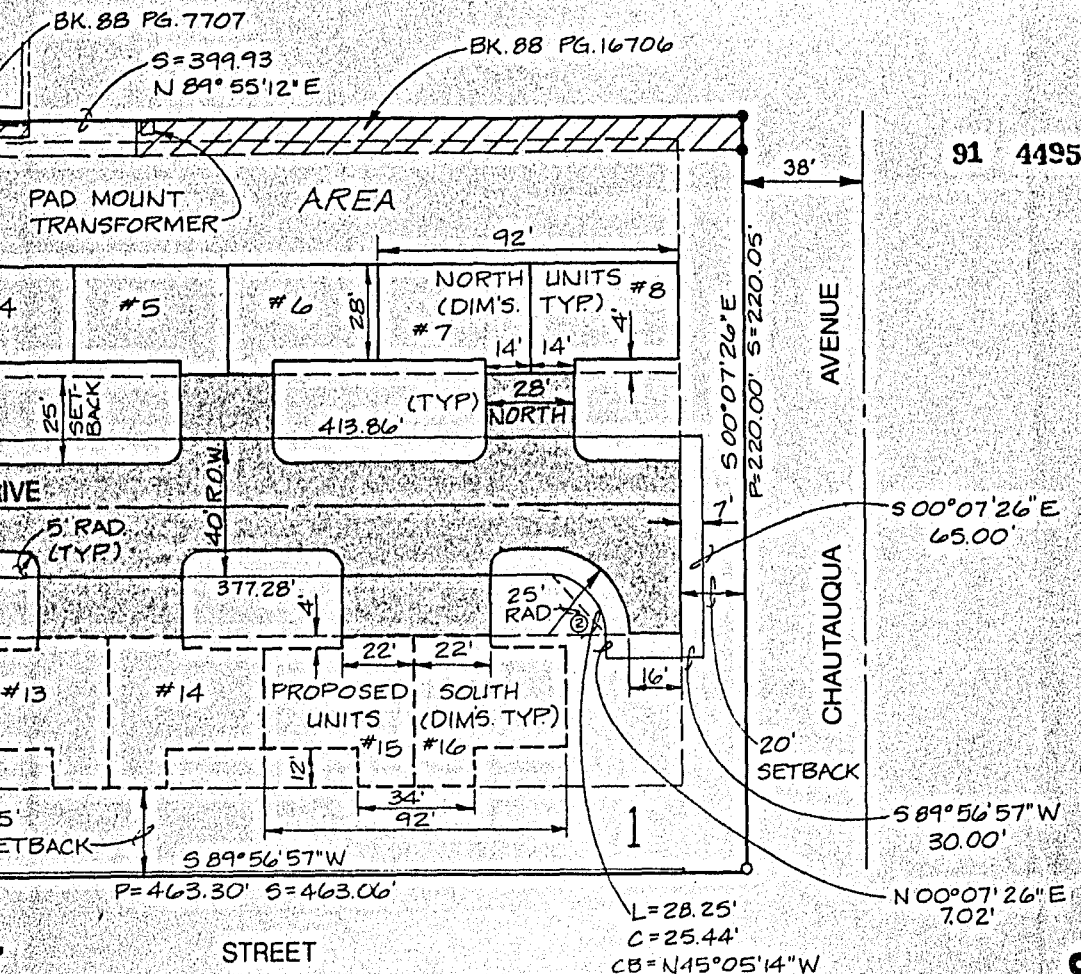 BK. 88 PG. 7707
S=399.93
N 89°55'12"E
BK. 88 PG. 16706
91 4495
38'
PAD MOUNT
TRANSFORMER
AREA
92'
4
#5
#6
28'
NORTH UNITS
(DIM'S. TYP.)
#7
#8
4'
14' 14'
28'
NORTH
(TYP)
413.86'
25'
SET-
BACK
S 00°07'26"E
P=220.00' S=220.05'
CHAUTAUQUA AVENUE
RIVE
40' R.O.W.
5' RAD.
(TYP.)
7'
S 00°07'26"E
65.00'
377.28'
4'
25'
RAD
2
22' 22'
16'
#13
#14
PROPOSED
UNITS
#15
SOUTH
(DIM'S. TYP)
#16
12'
34'
92'
20'
SETBACK
1
5'
ETBACK
S 89°56'57"W
P=463.30' S=463.06'
S 89°56'57"W
30.00'
N 00°07'26"E
7.02'
L=28.25'
C=25.44'
CB=N45°05'14"W
STREET